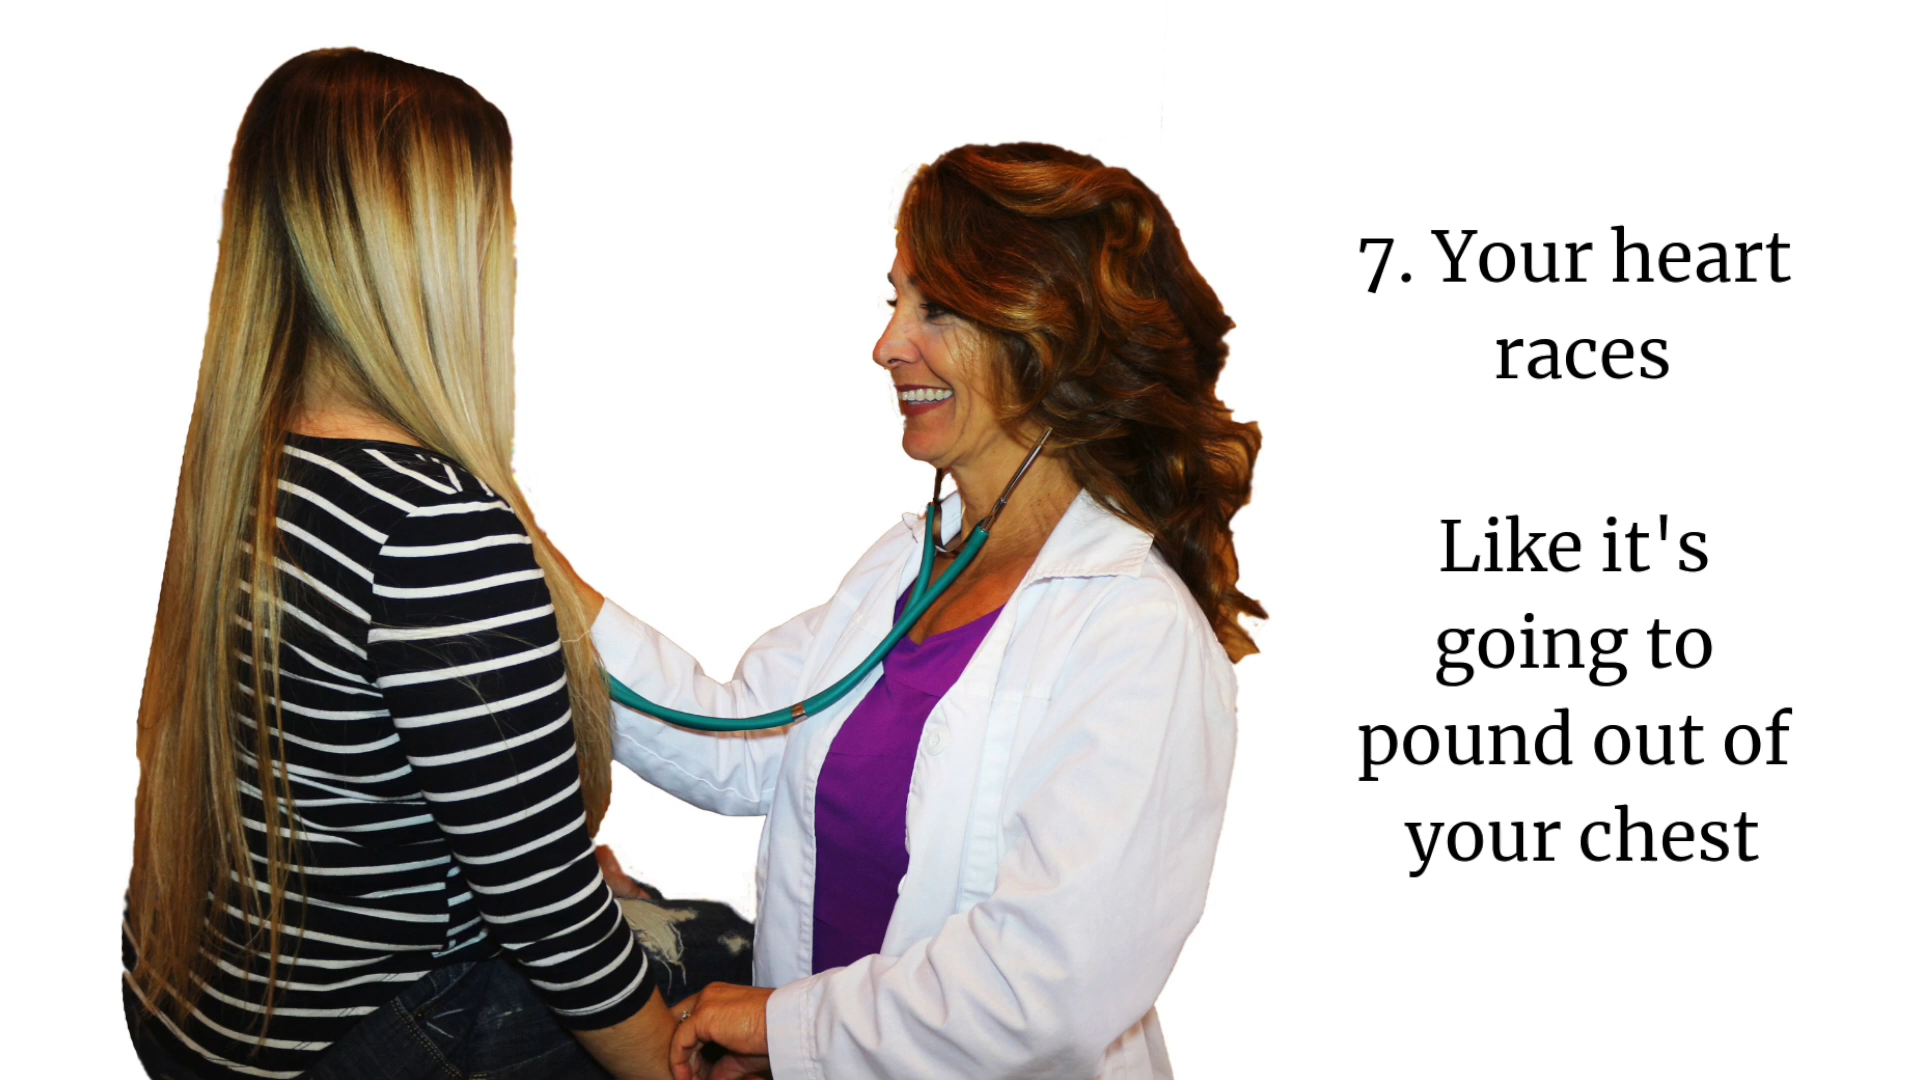 7. Your heart
races
Like it's
going to
pound out of
your chest